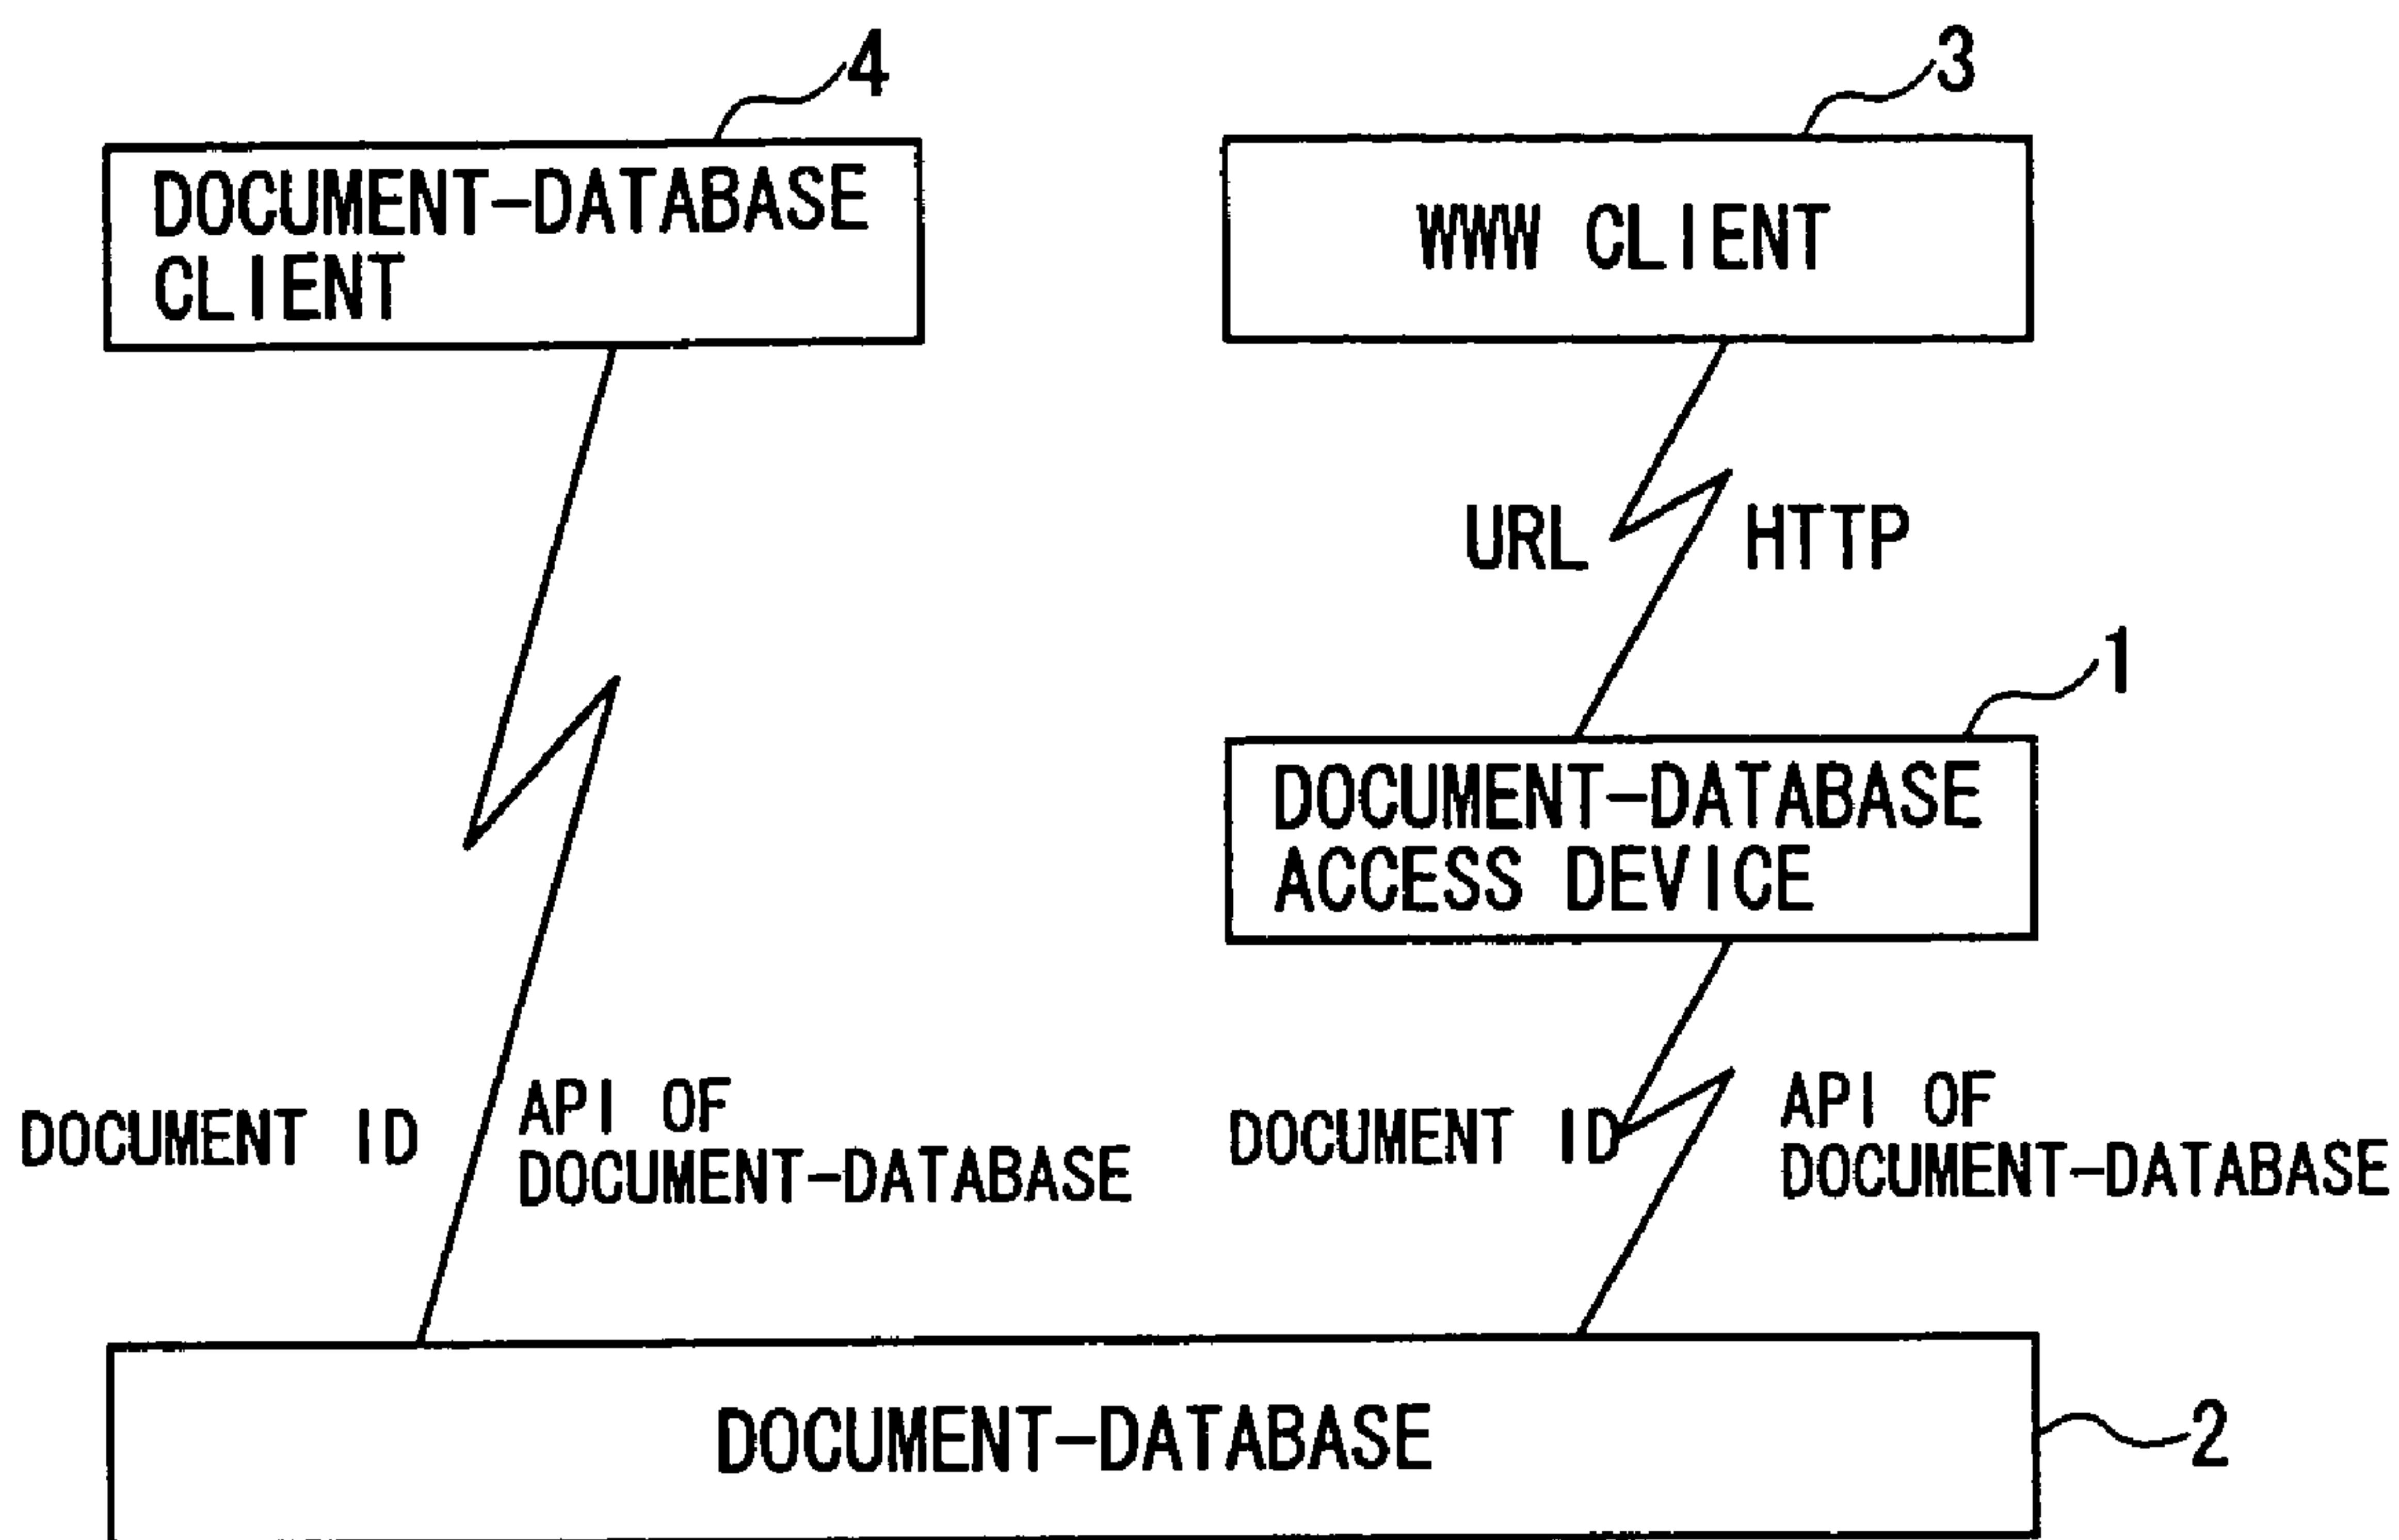 4
3
DOCUMENT-DATABASE
CLIENT
WWW CLIENT
URL
HTTP
1
DOCUMENT-DATABASE
ACCESS DEVICE
DOCUMENT ID
API OF
DOCUMENT-DATABASE
DOCUMENT ID
API OF
DOCUMENT-DATABASE
DOCUMENT-DATABASE
2